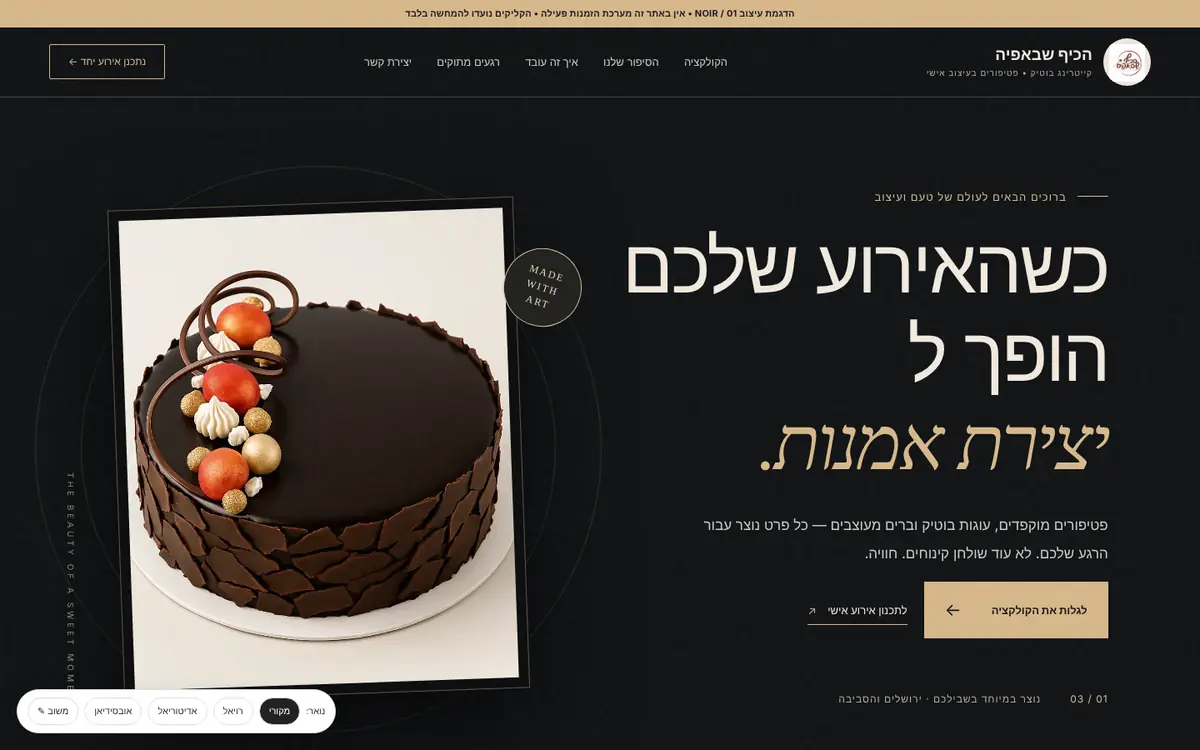 הדגמת עיצוב NOIR / 01 • אין באתר זה מערכת הזמנות פעילה • הקליקים נועדו להמחשה בלבד
הכיף שבאפיה
קייטרינג בוטיק • פטיפורים בעיצוב אישי
הקולקציה
הסיפור שלנו
איך זה עובד
רגעים מתוקים
יצירת קשר
נתכנן אירוע יחד ←
ברוכים הבאים לעולם של טעם ועיצוב
כשהאירוע שלכם
הופך ל
יצירת אמנות.
פטיפורים מוקפדים, עוגות בוטיק וברים מעוצבים — כל פרט נוצר עבור
הרגע שלכם. לא עוד שולחן קינוחים. חוויה.
לגלות את הקולקציה ←
לתכנון אירוע אישי ↗
01 / 03
נוצר במיוחד בשבילכם · ירושלים והסביבה
MADE
WITH
ART
THE BEAUTY OF A SWEET MOME
נואר:
מקורי
רויאל
אדיטוריאל
אובסידיאן
משוב ✎